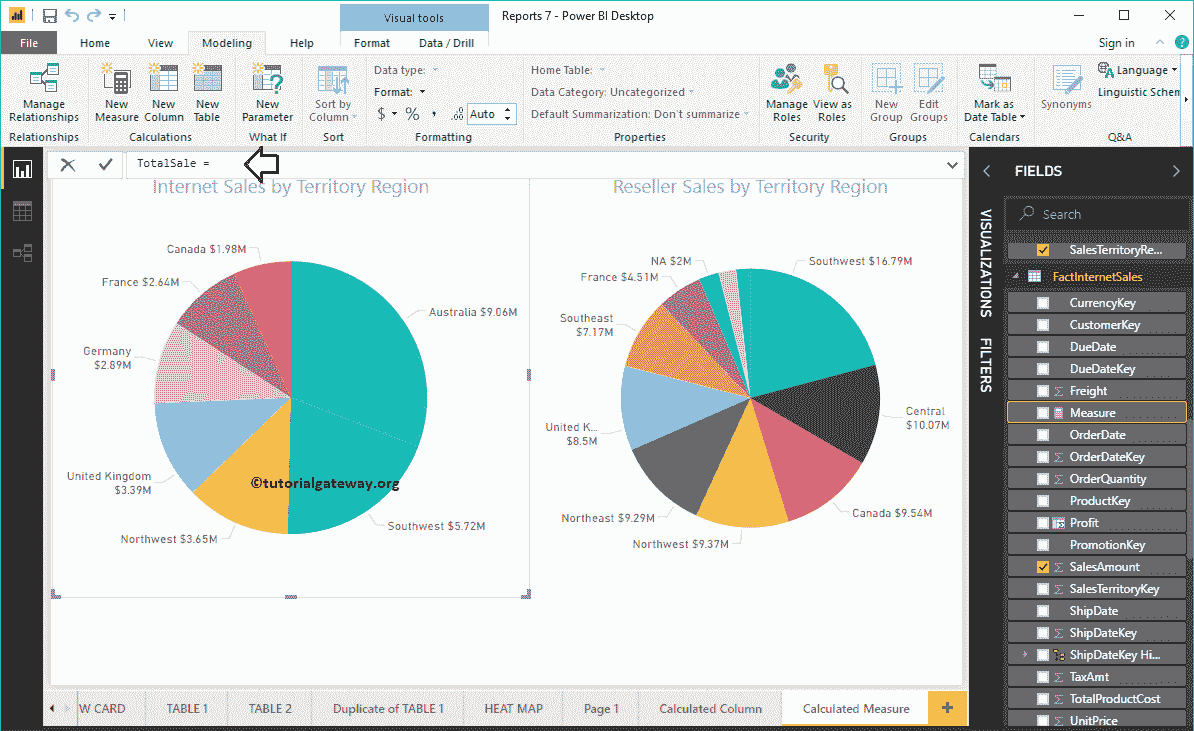 Visual tools
Reports 7 - Power BI Desktop
File
Home
View
Modeling
Help
Format
Data / Drill
Sign in
?
Manage
Relationships
Relationships
New
Measure
New
Column
New
Table
Calculations
New
Parameter
What If
Sort by
Column
Sort
Data type:
Format:
$ % , .00 Auto
Formatting
Home Table:
Data Category: Uncategorized
Default Summarization: Don't summarize
Properties
Manage
Roles
View as
Roles
Security
New
Group
Edit
Groups
Groups
Mark as
Date Table
Calendars
Synonyms
Language
Linguistic Schem
Q&A
TotalSale =
Internet Sales by Territory Region
Canada $1.98M
France $2.64M
Germany
$2.89M
United Kingdom
$3.39M
Northwest $3.65M
Southwest $5.72M
Australia $9.06M
©tutorialgateway.org
Reseller Sales by Territory Region
NA $2M
France $4.51M
Southeast
$7.17M
United K...
$8.5M
Northeast $9.29M
Northwest $9.37M
Canada $9.54M
Central
$10.07M
Southwest $16.79M
VISUALIZATIONS
FILTERS
FIELDS
Search
SalesTerritoryRe...
FactInternetSales
CurrencyKey
CustomerKey
DueDate
DueDateKey
Freight
Measure
OrderDate
OrderDateKey
OrderQuantity
ProductKey
Profit
PromotionKey
SalesAmount
SalesTerritoryKey
ShipDate
ShipDateKey
ShipDateKey Hi...
TaxAmt
TotalProductCost
UnitPrice
W CARD
TABLE 1
TABLE 2
Duplicate of TABLE 1
HEAT MAP
Page 1
Calculated Column
Calculated Measure
+